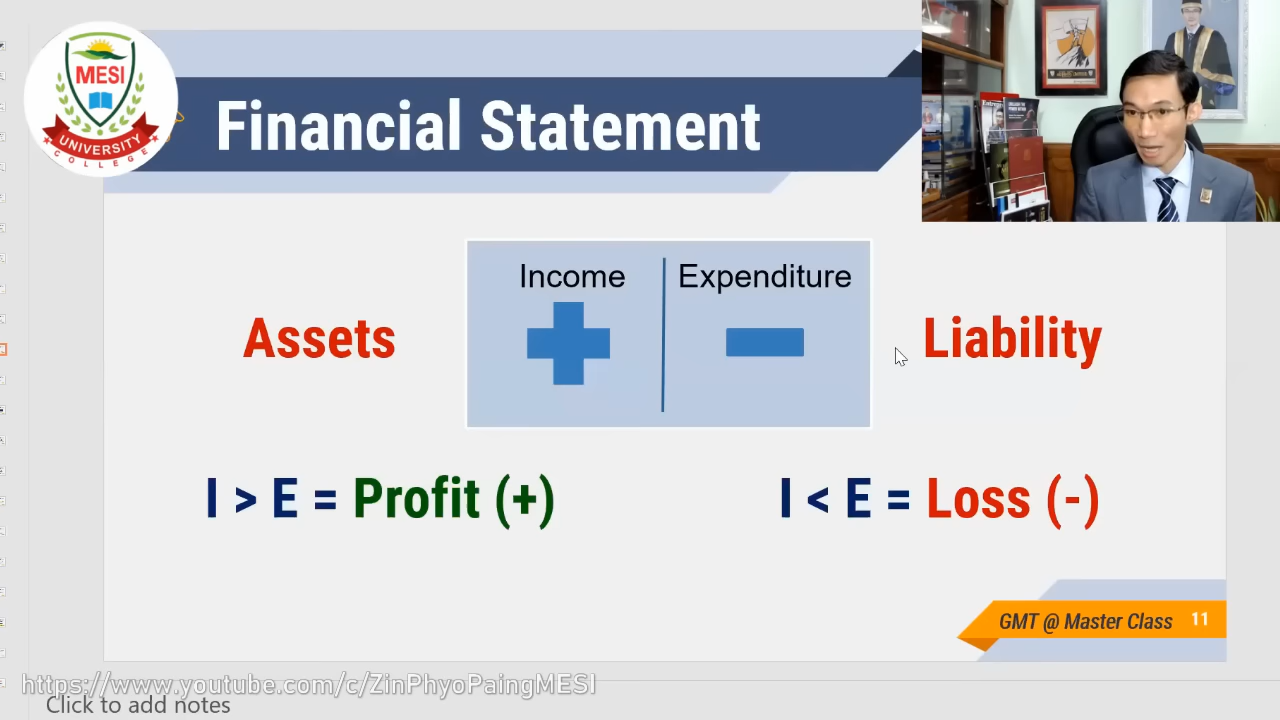 MESI
UNIVERSITY
COLLEGE
Financial Statement
Income
Expenditure
Assets
Liability
I > E = Profit (+)
I < E = Loss (-)
GMT @ Master Class
11
https://www.youtube.com/c/ZinPhyoPaingMESI
Click to add notes